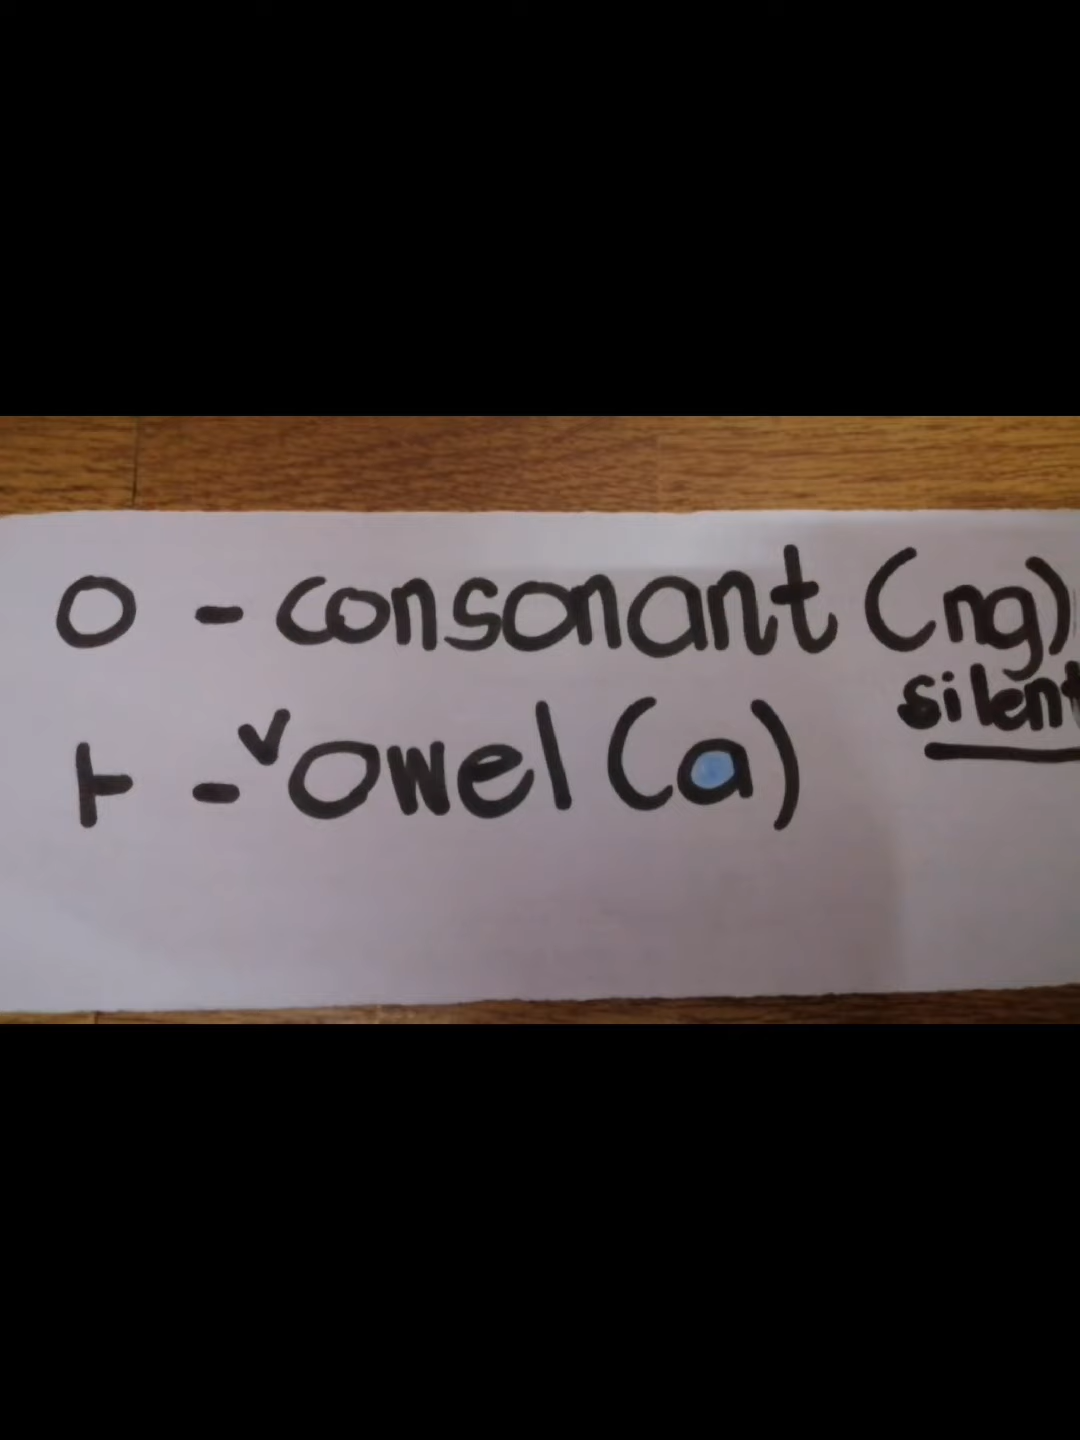 ㅇ - consonant (ng)
silent
ㅏ - vowel (a)